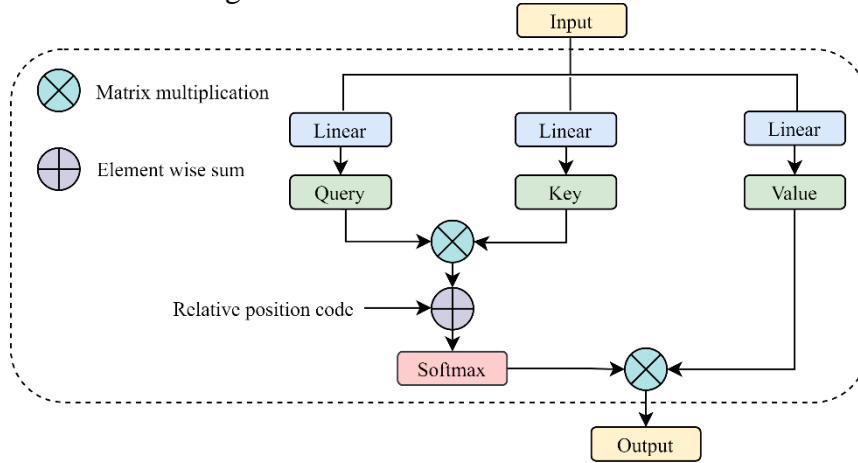 Input
Matrix multiplication
Linear
Linear
Linear
Element wise sum
Query
Key
Value
Relative position code
Softmax
Output